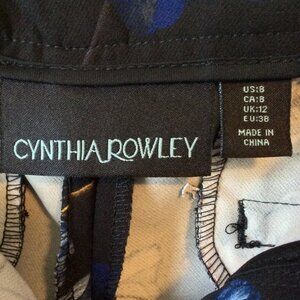 CYNTHIA ROWLEY
US:8
CA:8
UK:12
EU:38
MADE IN
CHINA